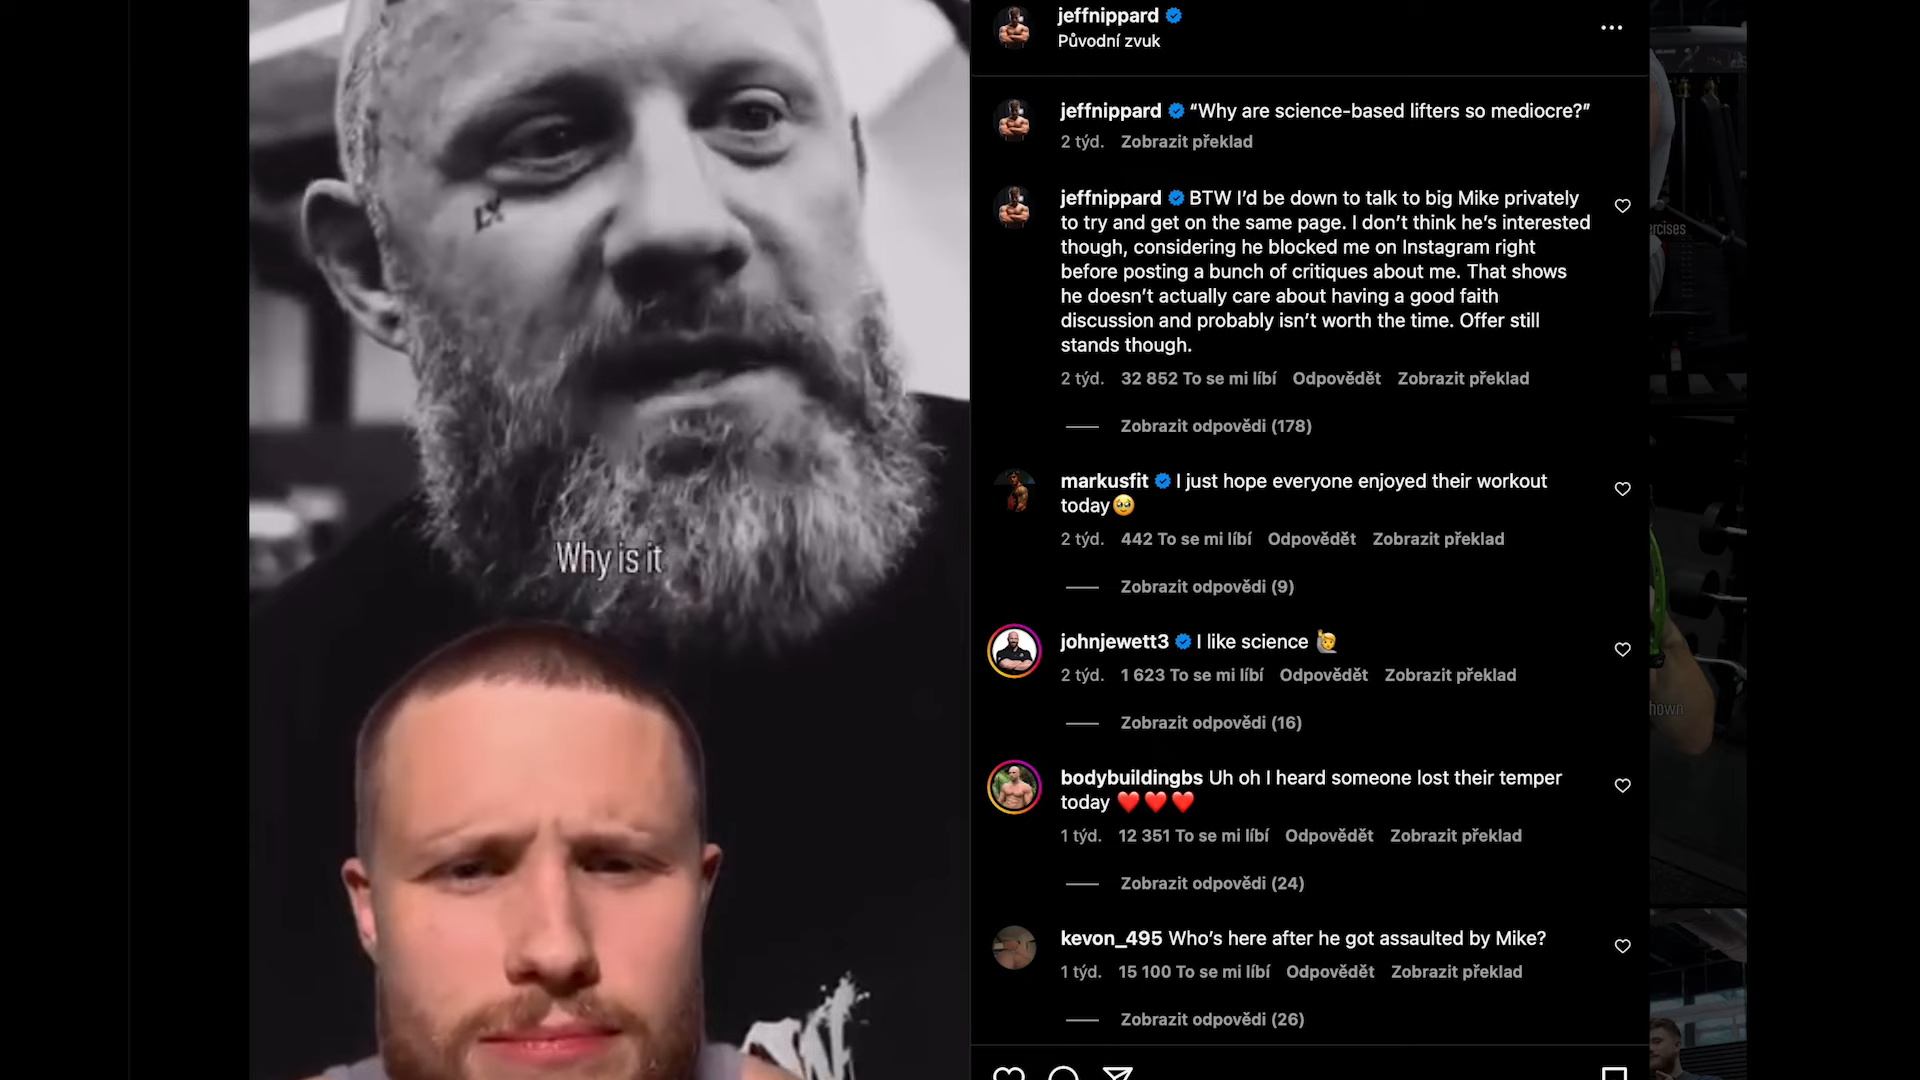 Why is it
jeffnippard
Původní zvuk
jeffnippard “Why are science-based lifters so mediocre?”
2 týd. Zobrazit překlad
jeffnippard BTW I’d be down to talk to big Mike privately
to try and get on the same page. I don’t think he’s interested
though, considering he blocked me on Instagram right
before posting a bunch of critiques about me. That shows
he doesn’t actually care about having a good faith
discussion and probably isn’t worth the time. Offer still
stands though.
2 týd. 32 852 To se mi líbí Odpovědět Zobrazit překlad
Zobrazit odpovědi (178)
markusfit I just hope everyone enjoyed their workout
today🥹
2 týd. 442 To se mi líbí Odpovědět Zobrazit překlad
Zobrazit odpovědi (9)
johnjewett3 I like science 🙋‍♂️
2 týd. 1 623 To se mi líbí Odpovědět Zobrazit překlad
Zobrazit odpovědi (16)
bodybuildingbs Uh oh I heard someone lost their temper
today ❤️❤️❤️
1 týd. 12 351 To se mi líbí Odpovědět Zobrazit překlad
Zobrazit odpovědi (24)
kevon_495 Who’s here after he got assaulted by Mike?
1 týd. 15 100 To se mi líbí Odpovědět Zobrazit překlad
Zobrazit odpovědi (26)